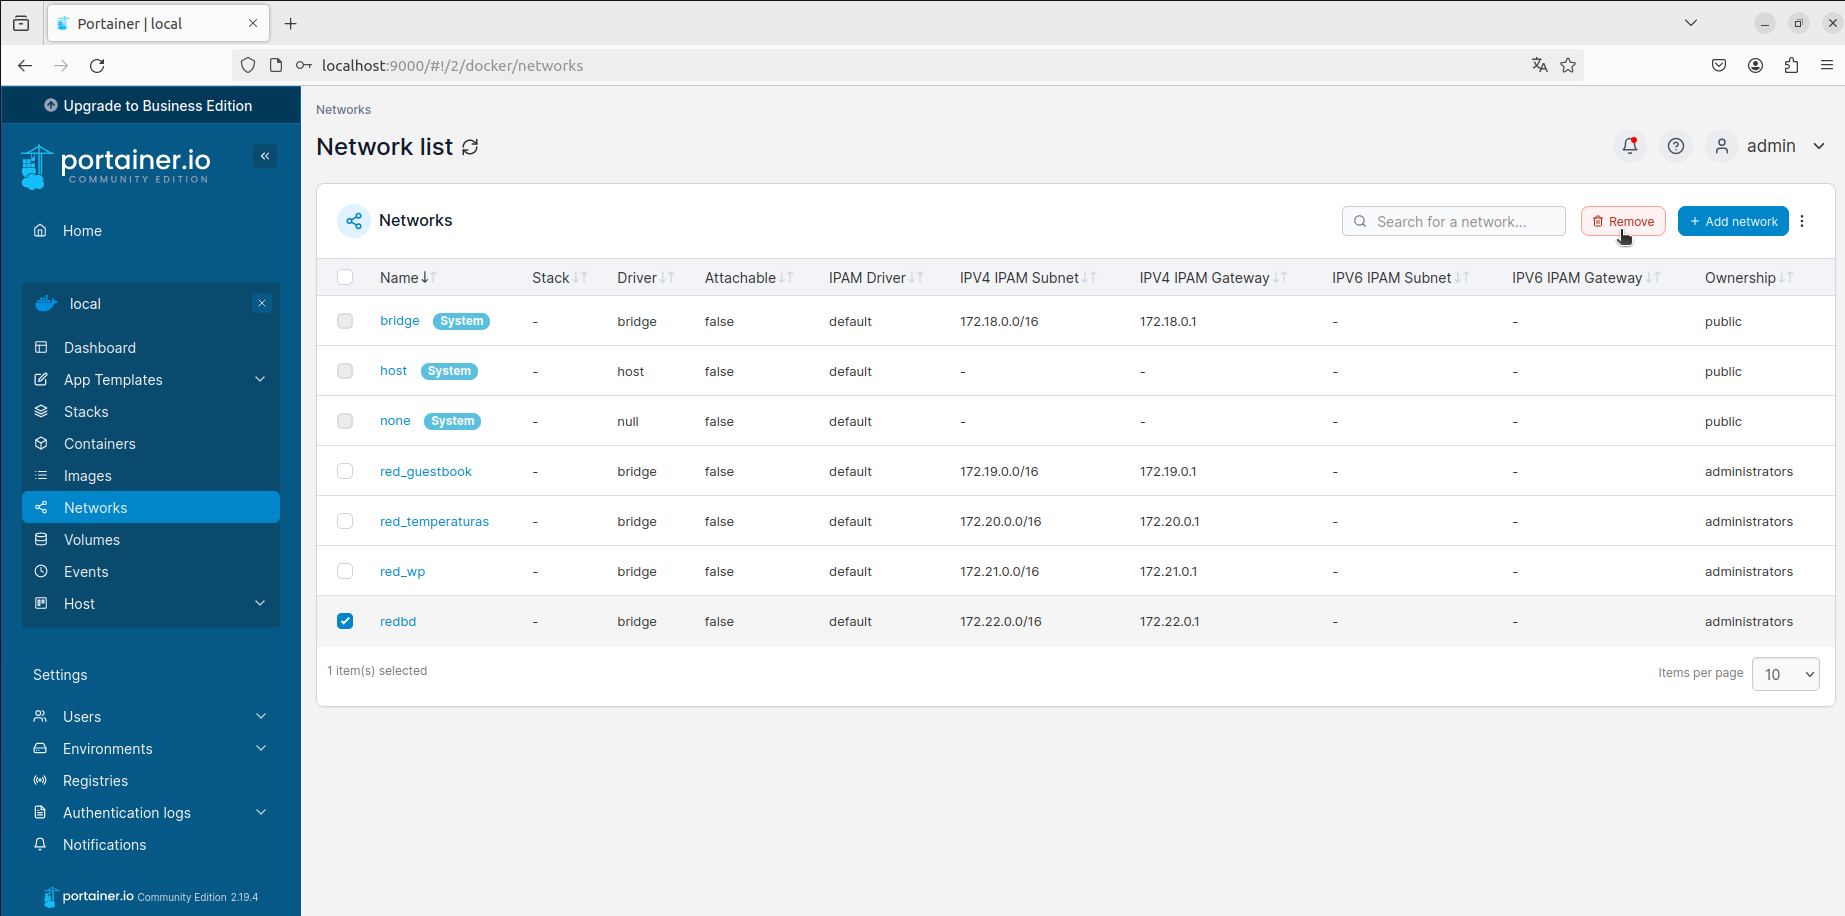 Portainer | local
localhost:9000/#!/2/docker/networks
Upgrade to Business Edition
portainer.io
COMMUNITY EDITION
Home
local
Dashboard
App Templates
Stacks
Containers
Images
Networks
Volumes
Events
Host
Settings
Users
Environments
Registries
Authentication logs
Notifications
portainer.io Community Edition 2.19.4
Networks
Network list
admin
Networks
Search for a network...
Remove
+ Add network
Name Stack Driver Attachable IPAM Driver IPV4 IPAM Subnet IPV4 IPAM Gateway IPV6 IPAM Subnet IPV6 IPAM Gateway Ownership
bridge System - bridge false default 172.18.0.0/16 172.18.0.1 - - public
host System - host false default - - - - public
none System - null false default - - - - public
red_guestbook - bridge false default 172.19.0.0/16 172.19.0.1 - - administrators
red_temperaturas - bridge false default 172.20.0.0/16 172.20.0.1 - - administrators
red_wp - bridge false default 172.21.0.0/16 172.21.0.1 - - administrators
redbd - bridge false default 172.22.0.0/16 172.22.0.1 - - administrators
1 item(s) selected
Items per page 10